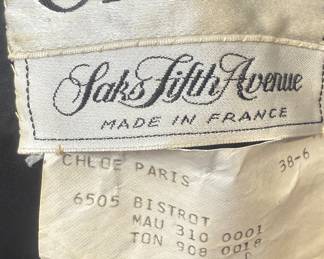 Saks Fifth Avenue
MADE IN FRANCE
CHLOE PARIS 38-6
6505 BISTROT
MAU 310 0001
TON 908 0018